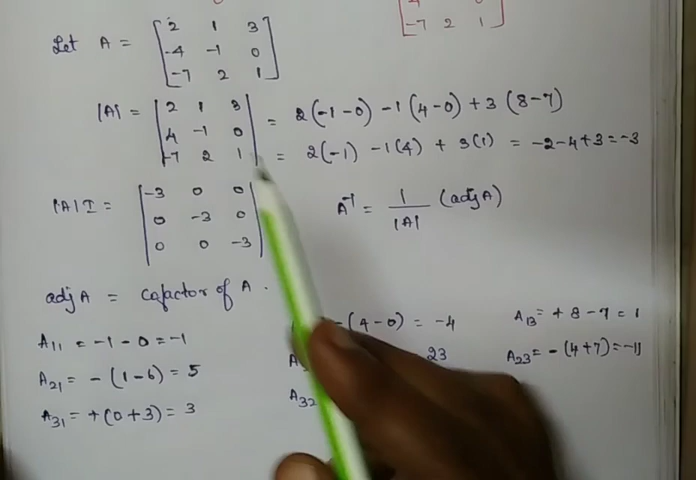 -7 2 1
Let A = [2 1 3
-4 -1 0
-7 2 1]
|A| = |2 1 3
4 -1 0
-7 2 1|
= 2(-1-0) -1(4-0) + 3(8-7)
= 2(-1) -1(4) + 3(1) = -2-4+3 = -3
|A|I = |-3 0 0
0 -3 0
0 0 -3|
A⁻¹ = 1/|A| (adj A)
adj A = cofactor of A.
A₁₁ = -1-0 = -1 -(4-0) = -4 A₁₃ = +8-7 = 1
A₂₁ = -(1-6) = 5 23 A₂₃ = -(4+7) = -11
A₃₁ = +(0+3) = 3 A₃₂